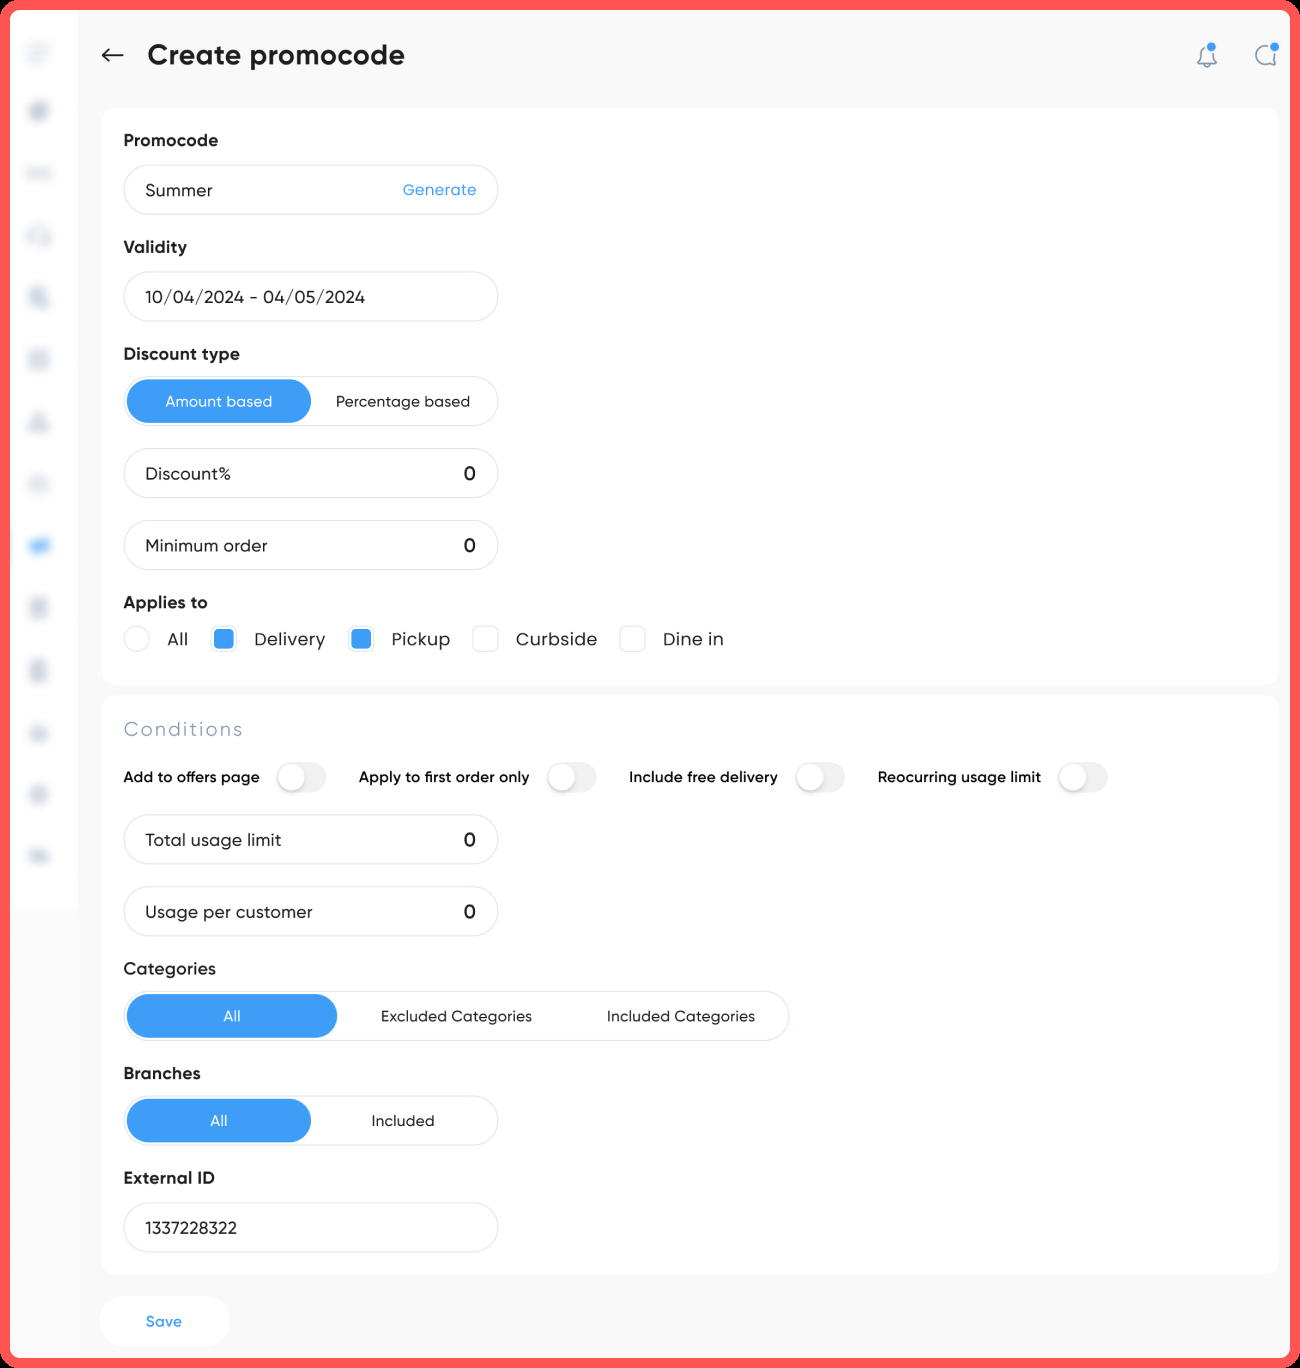 Create promocode
Promocode
Summer Generate
Validity
10/04/2024 - 04/05/2024
Discount type
Amount based Percentage based
Discount% 0
Minimum order 0
Applies to
All Delivery Pickup Curbside Dine in
Conditions
Add to offers page Apply to first order only Include free delivery Reocurring usage limit
Total usage limit 0
Usage per customer 0
Categories
All Excluded Categories Included Categories
Branches
All Included
External ID
1337228322
Save